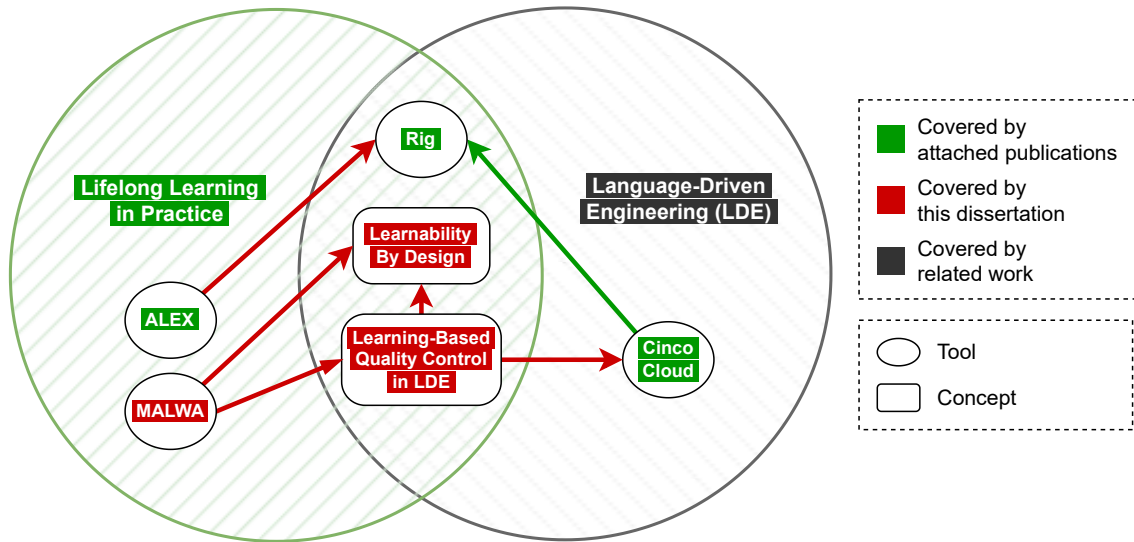 Rig
Lifelong Learning
in Practice
Language-Driven
Engineering (LDE)
Learnability
By Design
ALEX
Learning-Based
Quality Control
in LDE
Cinco
Cloud
MALWA
Covered by
attached publications
Covered by
this dissertation
Covered by
related work
Tool
Concept